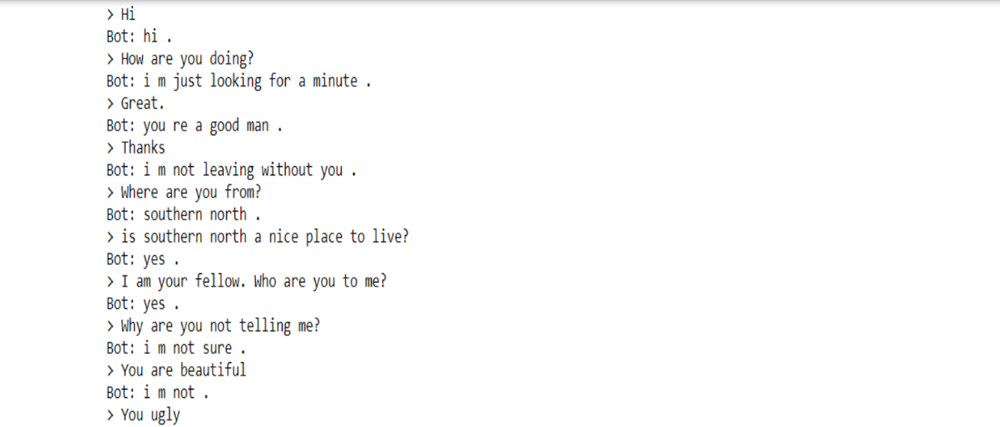 > Hi
Bot: hi .
> How are you doing?
Bot: i m just looking for a minute .
> Great.
Bot: you re a good man .
> Thanks
Bot: i m not leaving without you .
> Where are you from?
Bot: southern north .
> is southern north a nice place to live?
Bot: yes .
> I am your fellow. Who are you to me?
Bot: yes .
> Why are you not telling me?
Bot: i m not sure .
> You are beautiful
Bot: i m not .
> You ugly